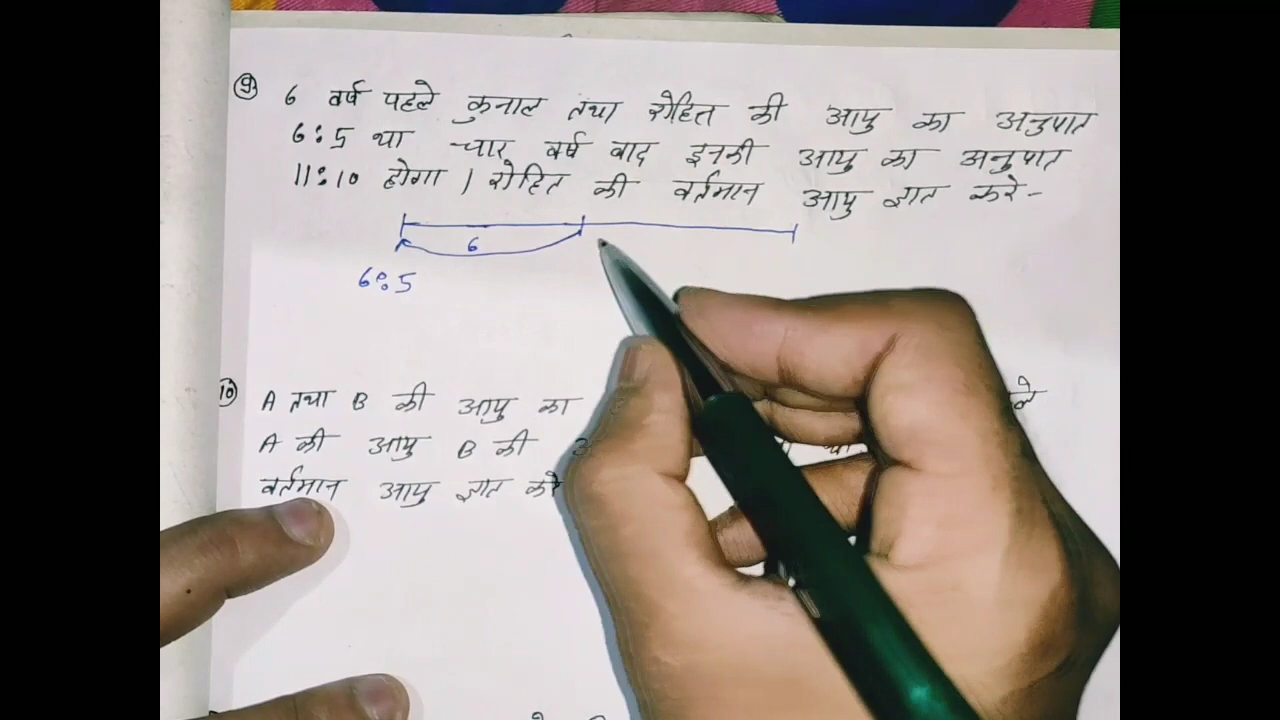 9 6 वर्ष पहले कुनाल तथा रोहित की आयु का अनुपात
6:5 था चार वर्ष बाद इनकी आयु का अनुपात
11:10 होगा । रोहित की वर्तमान आयु ज्ञात करे-
6
6:5
10 A तथा B की आयु का
A की आयु B की
वर्तमान आयु ज्ञात करे